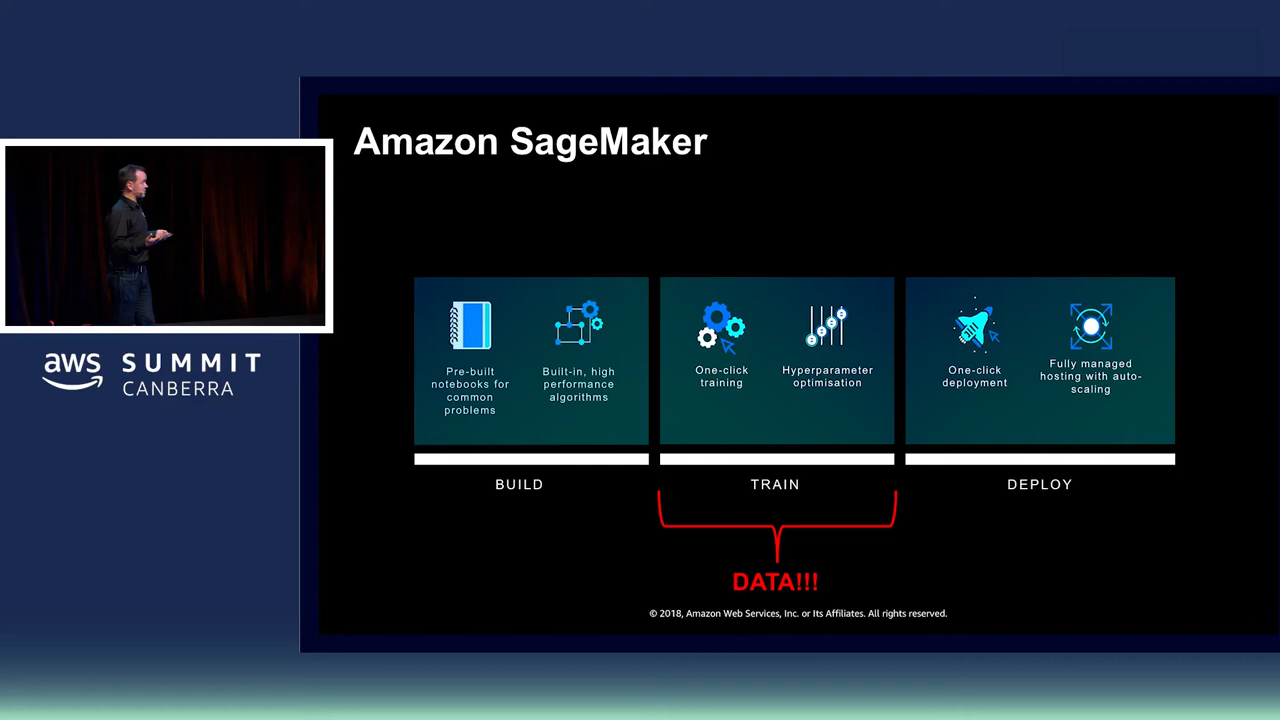 Amazon SageMaker
aws SUMMIT
CANBERRA
Pre-built
notebooks for
common
problems
Built-in, high
performance
algorithms
One-click
training
Hyperparameter
optimisation
One-click
deployment
Fully managed
hosting with auto-
scaling
BUILD
TRAIN
DEPLOY
DATA!!!
© 2018, Amazon Web Services, Inc. or Its Affiliates. All rights reserved.